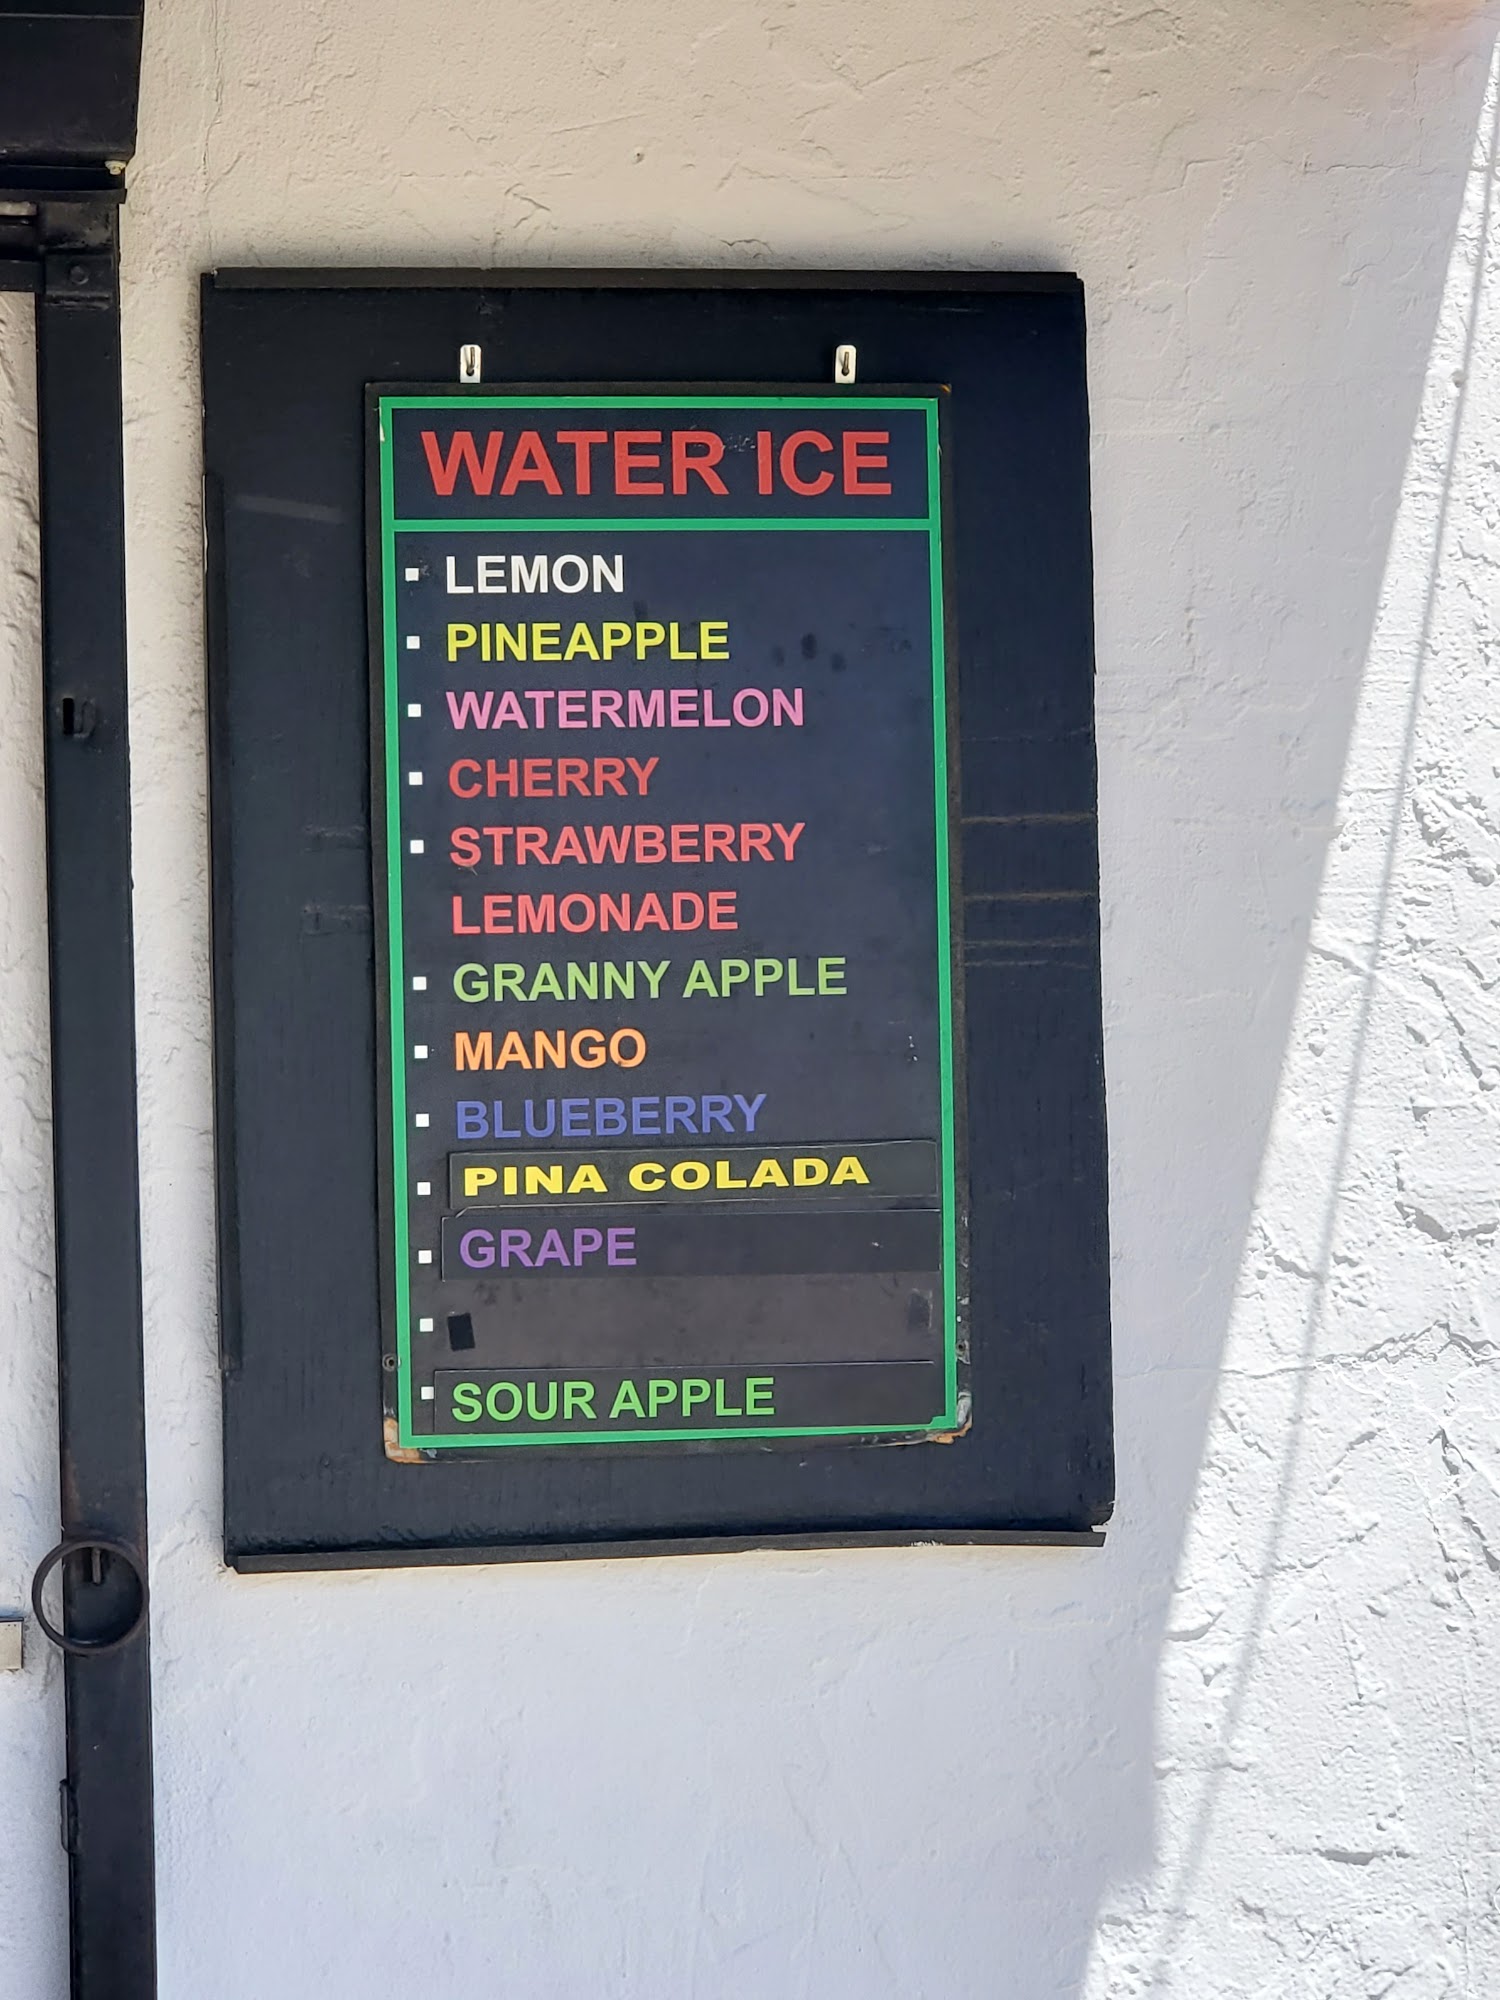 WATER ICE
▪ LEMON
▪ PINEAPPLE
▪ WATERMELON
▪ CHERRY
▪ STRAWBERRY
LEMONADE
▪ GRANNY APPLE
▪ MANGO
▪ BLUEBERRY
▪ PINA COLADA
▪ GRAPE
▪
▪ SOUR APPLE